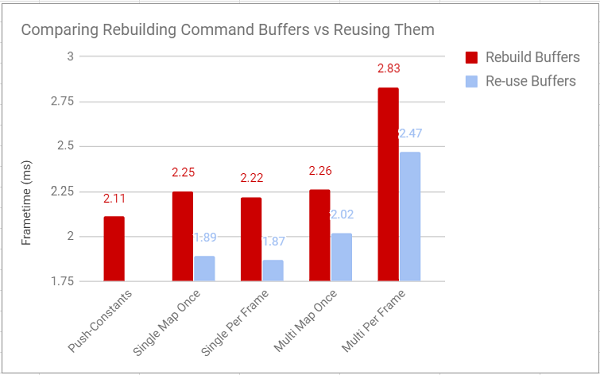 Comparing Rebuilding Command Buffers vs Reusing Them
Rebuild Buffers
Re-use Buffers
Frametime (ms)
3
2.75
2.5
2.25
2
1.75
2.11
2.25
1.89
2.22
1.87
2.26
2.02
2.83
2.47
Push-Constants
Single Map Once
Single Per Frame
Multi Map Once
Multi Per Frame